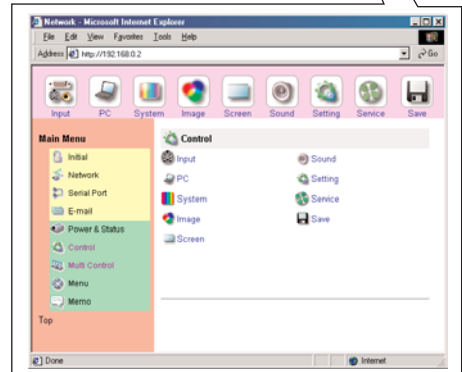 Network - Microsoft Internet Explorer
File Edit View Favorites Tools Help
Address http://192.168.0.2 Go
Input PC System Image Screen Sound Setting Service Save
Main Menu
Initial
Network
Serial Port
E-mail
Power & Status
Control
Multi Control
Menu
Memo
Top
Control
Input Sound
PC Setting
System Service
Image Save
Screen
Done Internet